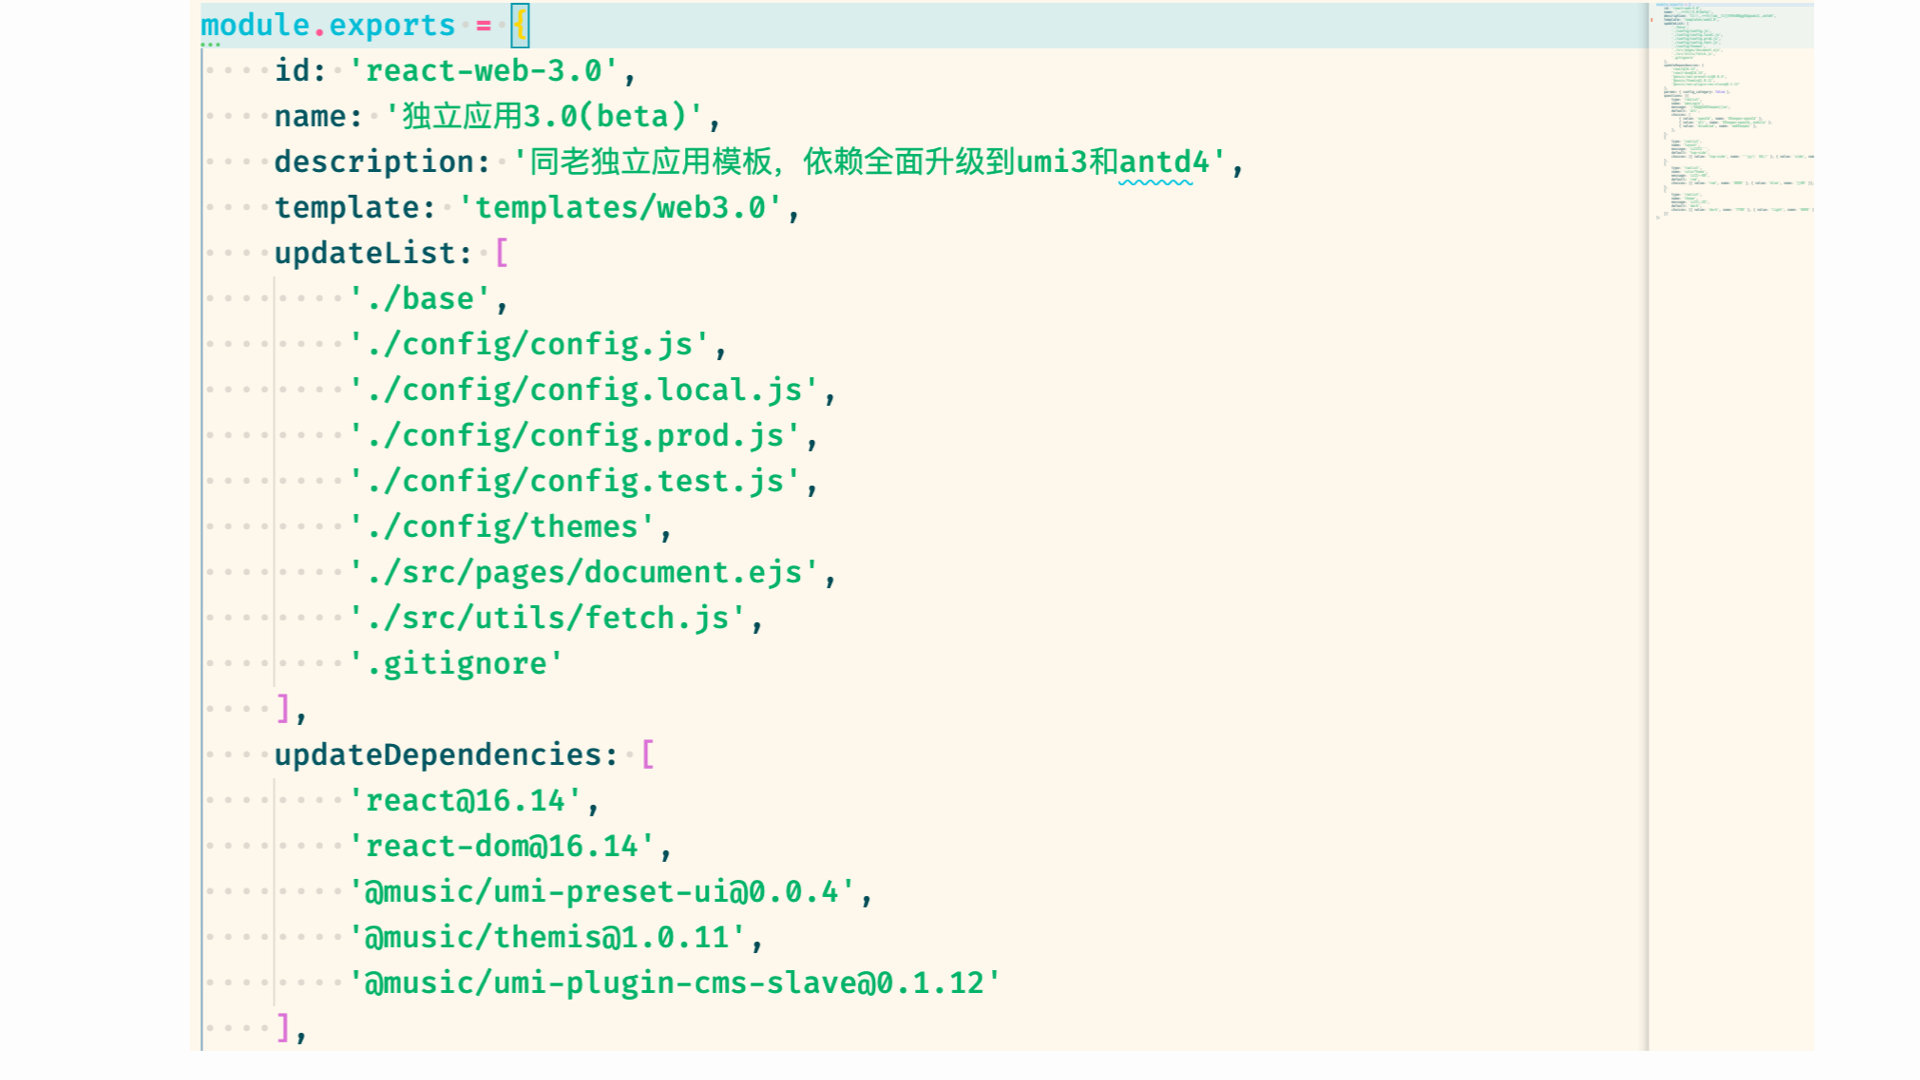 module.exports = {
    id: 'react-web-3.0',
    name: '独立应用3.0(beta)',
    description: '同老独立应用模板，依赖全面升级到umi3和antd4',
    template: 'templates/web3.0',
    updateList: [
        './base',
        './config/config.js',
        './config/config.local.js',
        './config/config.prod.js',
        './config/config.test.js',
        './config/themes',
        './src/pages/document.ejs',
        './src/utils/fetch.js',
        '.gitignore'
    ],
    updateDependencies: [
        'react@16.14',
        'react-dom@16.14',
        '@music/umi-preset-ui@0.0.4',
        '@music/themis@1.0.11',
        '@music/umi-plugin-cms-slave@0.1.12'
    ],